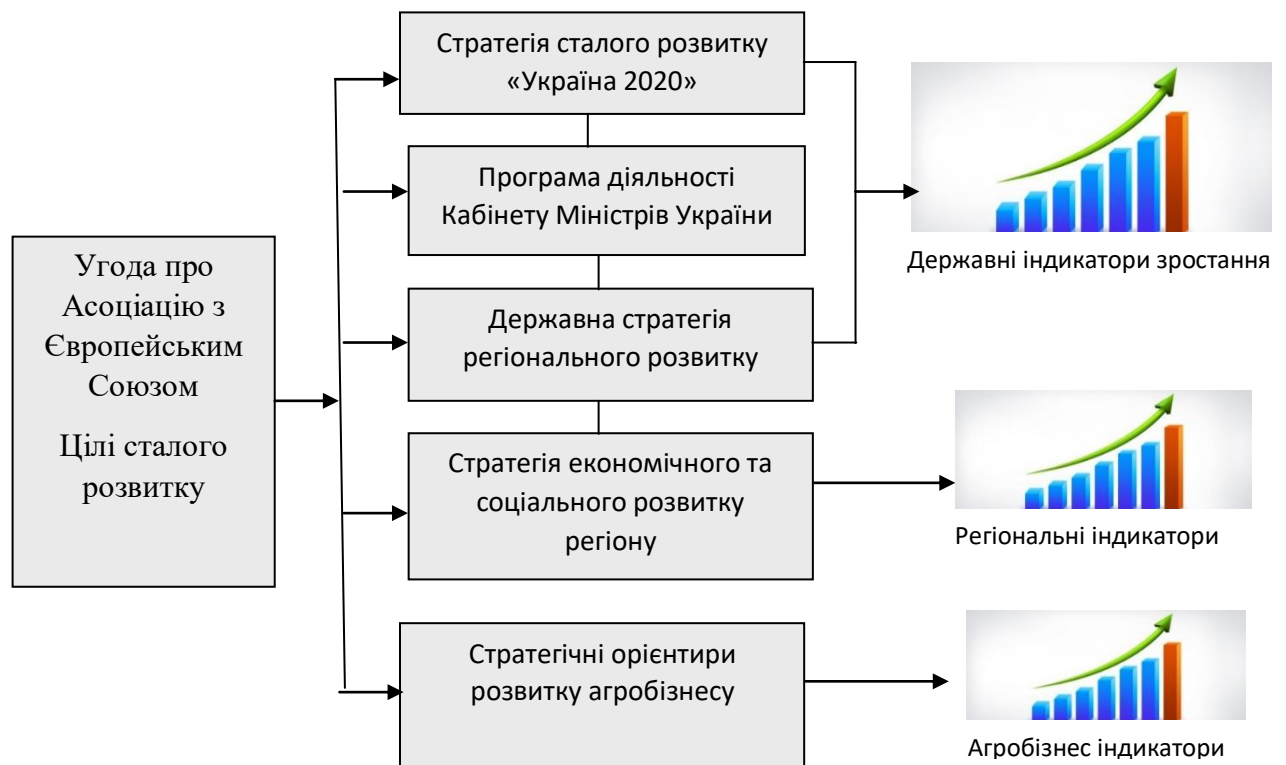 Стратегія сталого розвитку
«Україна 2020»
Програма діяльності
Кабінету Міністрів України
Державні індикатори зростання
Угода про
Асоціацію з
Європейським
Союзом
Цілі сталого
розвитку
Державна стратегія
регіонального розвитку
Стратегія економічного та
соціального розвитку
регіону
Регіональні індикатори
Стратегічні орієнтири
розвитку агробізнесу
Агробізнес індикатори